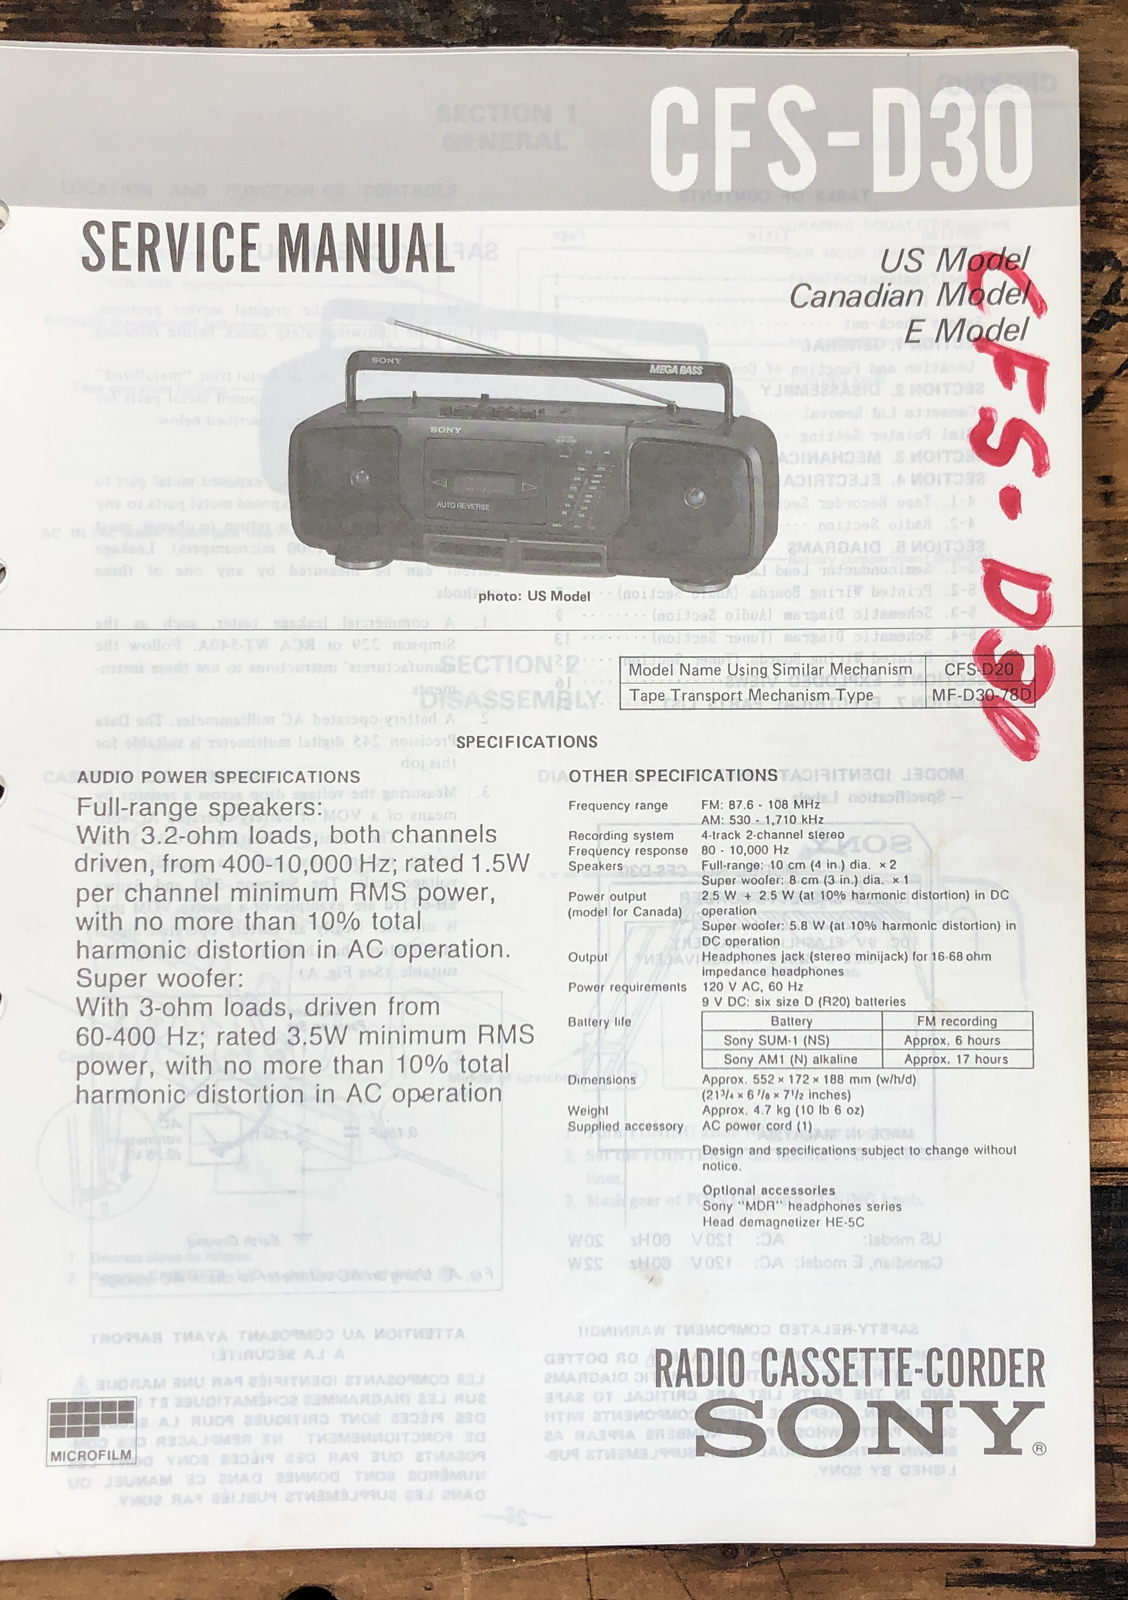 CFS-D30
SERVICE MANUAL
US Model
Canadian Model
E Model
CFS-D30
SONY
MEGA BASS
SONY
AUTO REVERSE
photo: US Model
Model Name Using Similar Mechanism CFS-D20
Tape Transport Mechanism Type MF-D30-78D
SPECIFICATIONS
AUDIO POWER SPECIFICATIONS
Full-range speakers:
With 3.2-ohm loads, both channels
driven, from 400-10,000 Hz; rated 1.5W
per channel minimum RMS power,
with no more than 10% total
harmonic distortion in AC operation.
Super woofer:
With 3-ohm loads, driven from
60-400 Hz; rated 3.5W minimum RMS
power, with no more than 10% total
harmonic distortion in AC operation
OTHER SPECIFICATIONS
Frequency range FM: 87.6 - 108 MHz
AM: 530 - 1,710 kHz
Recording system 4-track 2-channel stereo
Frequency response 80 - 10,000 Hz
Speakers Full-range: 10 cm (4 in.) dia. × 2
Super woofer: 8 cm (3 in.) dia. × 1
Power output 2.5 W + 2.5 W (at 10% harmonic distortion) in DC
(model for Canada) operation
Super woofer: 5.8 W (at 10% harmonic distortion) in
DC operation
Output Headphones jack (stereo minijack) for 16-68 ohm
impedance headphones
Power requirements 120 V AC, 60 Hz
9 V DC: six size D (R20) batteries
Battery life Battery FM recording
Sony SUM-1 (NS) Approx. 6 hours
Sony AM1 (N) alkaline Approx. 17 hours
Dimensions Approx. 552 × 172 × 188 mm (w/h/d)
(21 3/4 × 6 7/8 × 7 1/2 inches)
Weight Approx. 4.7 kg (10 lb 6 oz)
Supplied accessory AC power cord (1)
Design and specifications subject to change without
notice.
Optional accessories
Sony "MDR" headphones series
Head demagnetizer HE-5C
RADIO CASSETTE-CORDER
SONY®
MICROFILM